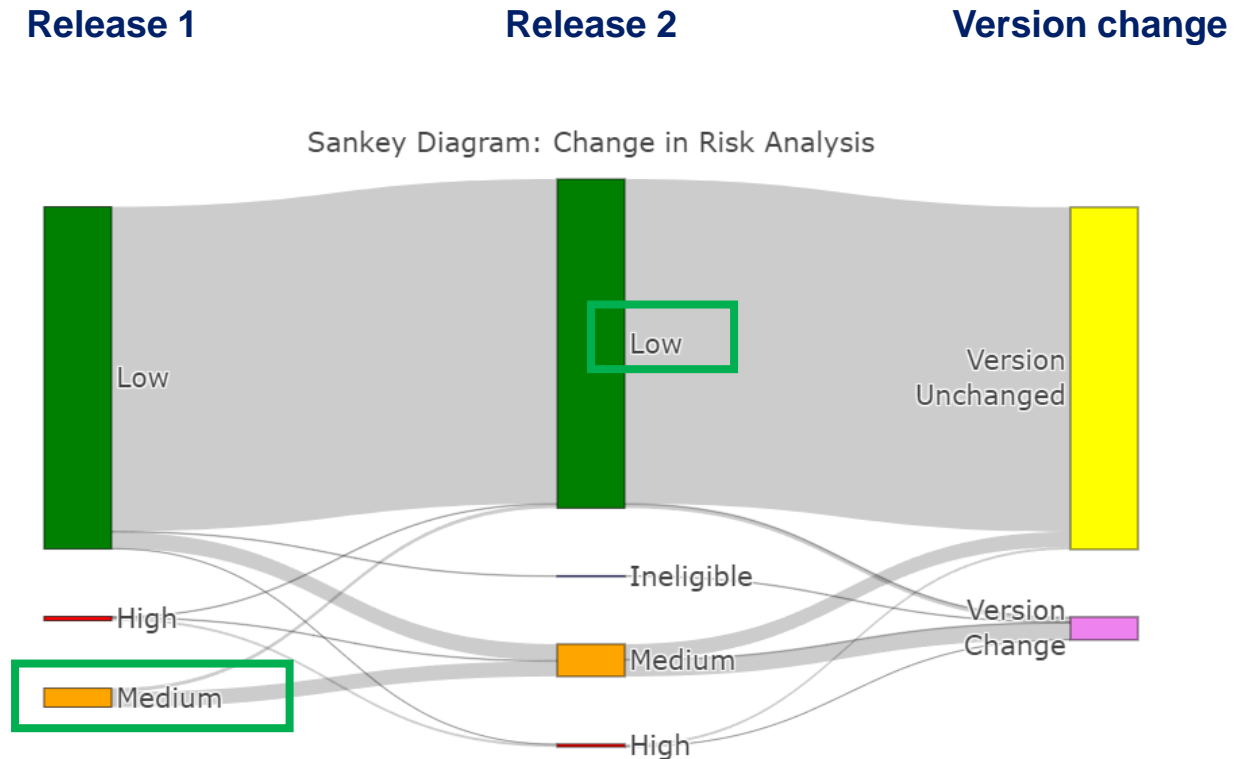 Release 1
Release 2
Version change
Sankey Diagram: Change in Risk Analysis
Low
High
Medium
Low
Ineligible
Medium
High
Version
Unchanged
Version
Change